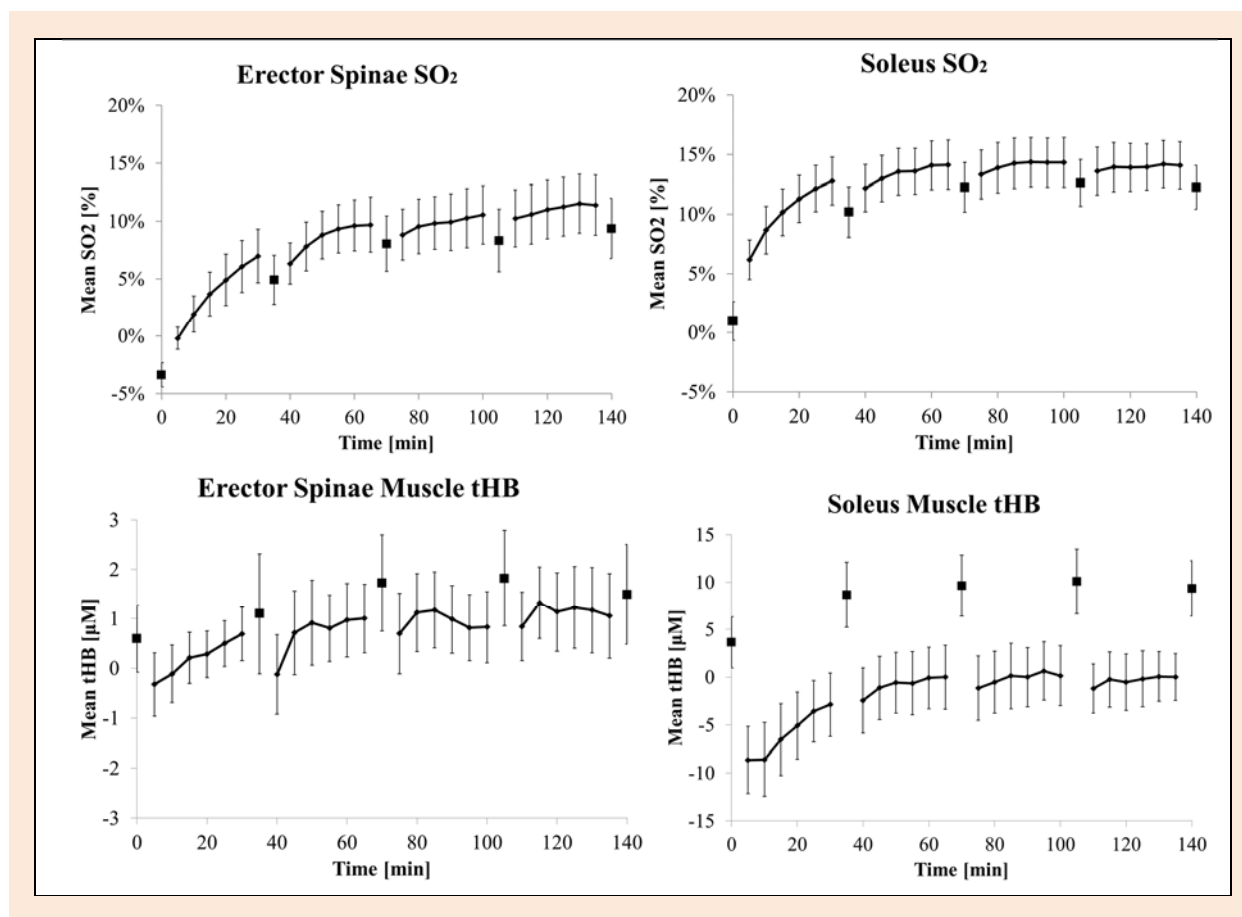 Erector Spinae SO2
20%
15%
10%
5%
0%
-5%
Mean SO2 [%]
0 20 40 60 80 100 120 140
Time [min]
Soleus SO2
20%
15%
10%
5%
0%
-5%
Mean SO2 [%]
0 20 40 60 80 100 120 140
Time [min]
Erector Spinae Muscle tHB
3
2
1
0
-1
-2
-3
Mean tHB [µM]
0 20 40 60 80 100 120 140
Time [min]
Soleus Muscle tHB
15
10
5
0
-5
-10
-15
Mean tHB [µM]
0 20 40 60 80 100 120 140
Time [min]